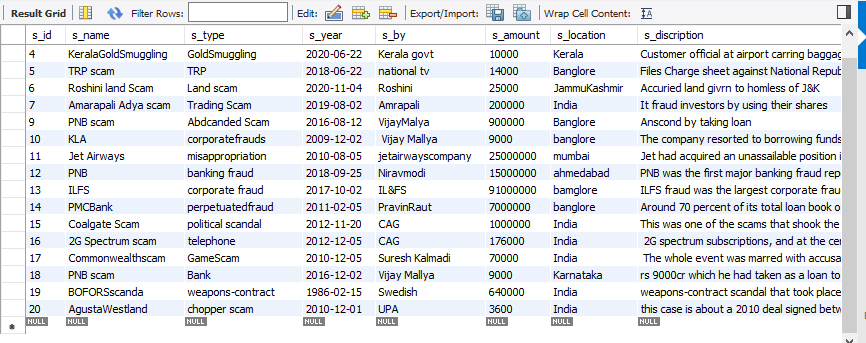 Result Grid Filter Rows: Edit: Export/Import: Wrap Cell Content:
s_id s_name s_type s_year s_by s_amount s_location s_discription
4 KeralaGoldSmuggling GoldSmuggling 2020-06-22 Kerala govt 10000 Kerala Customer official at airport carring baggag
5 TRP scam TRP 2018-06-22 national tv 14000 Banglore Files Charge sheet against National Repub
6 Roshini land Scam Land scam 2020-11-04 Roshini 25000 JammuKashmir Accuried land givrn to homless of J&K
7 Amarapali Adya scam Trading Scam 2019-08-02 Amrapali 200000 India It fraud investors by using their shares
9 PNB scam Abdcanded Scam 2016-08-12 VijayMalya 900000 Banglore Anscond by taking loan
10 KLA corporatefrauds 2009-12-02 Vijay Mallya 9000 banglore The company resorted to borrowing funds
11 Jet Airways misappropriation 2010-08-05 jetairwayscompany 25000000 mumbai Jet had acquired an unassailable position i
12 PNB banking fraud 2018-09-25 Niravmodi 15000000 ahmedabad PNB was the first major banking fraud rep
13 ILFS corporate fraud 2017-10-02 IL&FS 91000000 bamglore ILFS fraud was the largest corporate frau
14 PMCBank perpetuatedfraud 2011-02-05 PravinRaut 7000000 banglore Around 70 percent of its total loan book o
15 Coalgate Scam political scandal 2012-11-20 CAG 1000000 India This was one of the scams that shook the
16 2G Spectrum scam telephone 2012-12-05 CAG 176000 India 2G spectrum subscriptions, and at the cen
17 Commonwealthscam GameScam 2010-12-05 Suresh Kalmadi 70000 India The whole event was marred with accusa
18 PNB scam Bank 2016-12-02 Vijay Mallya 9000 Karnataka rs 9000cr which he had taken as a loan to
19 BOFORSscanda weapons-contract 1986-02-15 Swedish 640000 India weapons-contract scandal that took place
20 AgustaWestland chopper scam 2010-12-01 UPA 3600 India this case is about a 2010 deal signed betw
NULL NULL NULL NULL NULL NULL NULL NULL